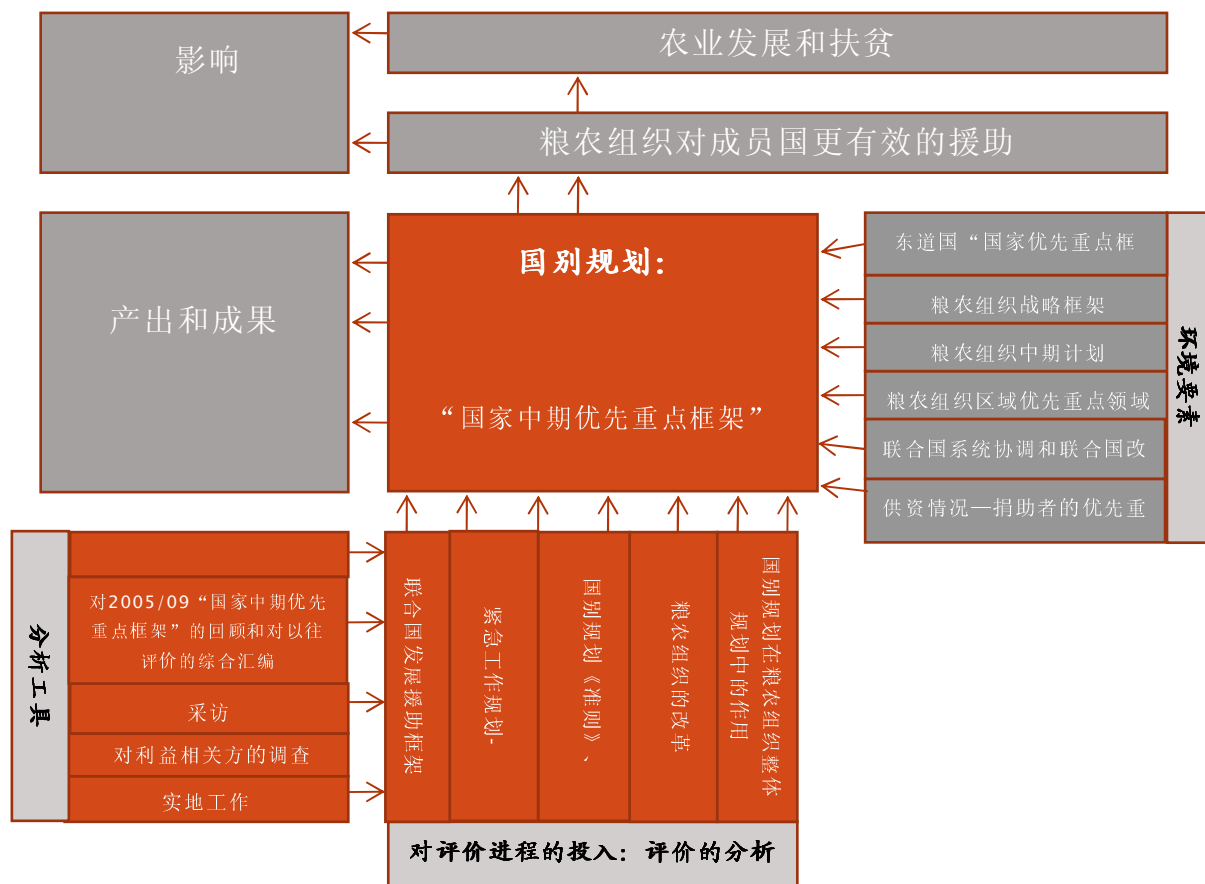 影响
农业发展和扶贫
粮农组织对成员国更有效的援助
产出和成果
国别规划：
“国家中期优先重点框架”
东道国“国家优先重点框
粮农组织战略框架
粮农组织中期计划
粮农组织区域优先重点领域
联合国系统协调和联合国改
供资情况—捐助者的优先重
环境要素
分析工具
对2005/09“国家中期优先
重点框架”的回顾和对以往
评价的综合汇编
采访
对利益相关方的调查
实地工作
联合国发展援助框架
紧急工作规划-
国别规划《准则》、
粮农组织的改革
国别规划在粮农组织整体
规划中的作用
对评价进程的投入：评价的分析